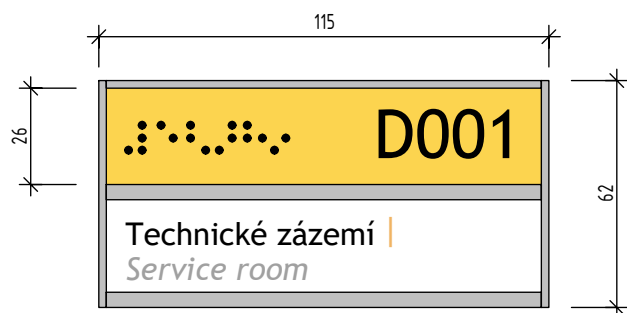 115
26
⠼⠑⠃⠤⠛⠢ D001
62
Technické zázemí |
Service room